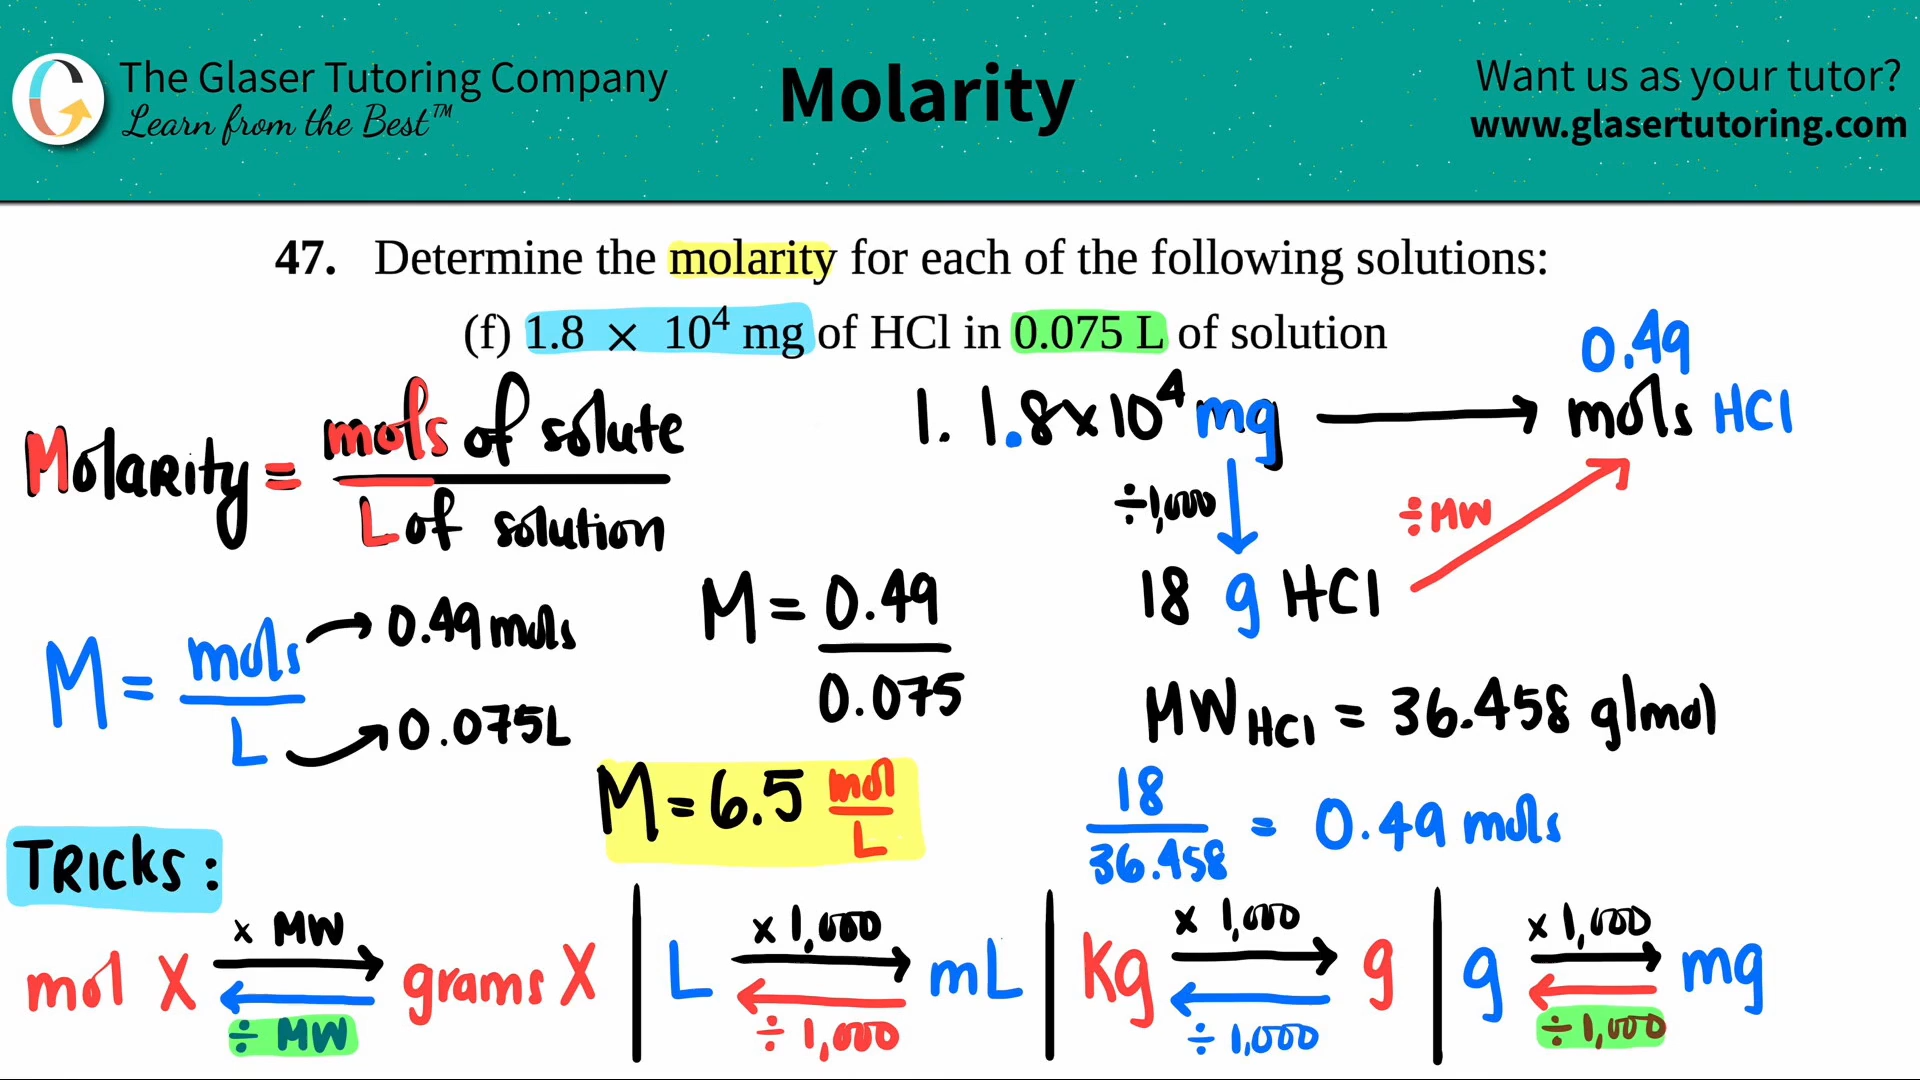 The Glaser Tutoring Company
Learn from the Best™
Molarity
Want us as your tutor?
www.glasertutoring.com
47. Determine the molarity for each of the following solutions:
(f) 1.8 × 10⁴ mg of HCl in 0.075 L of solution
Molarity = mols of solute / L of solution
1. 1.8×10⁴ mg → 0.49 mols HCl
÷1,000
÷MW
18 g HCl
M = mols / L
→ 0.49 mols
→ 0.075L
M = 0.49 / 0.075
M = 6.5 mol / L
MW HCl = 36.458 g/mol
18 / 36.458 = 0.49 mols
TRICKS:
mol X × MW → grams X
← ÷ MW
L × 1,000 → mL
← ÷ 1,000
Kg × 1,000 → g
← ÷ 1,000
g × 1,000 → mg
← ÷ 1,000